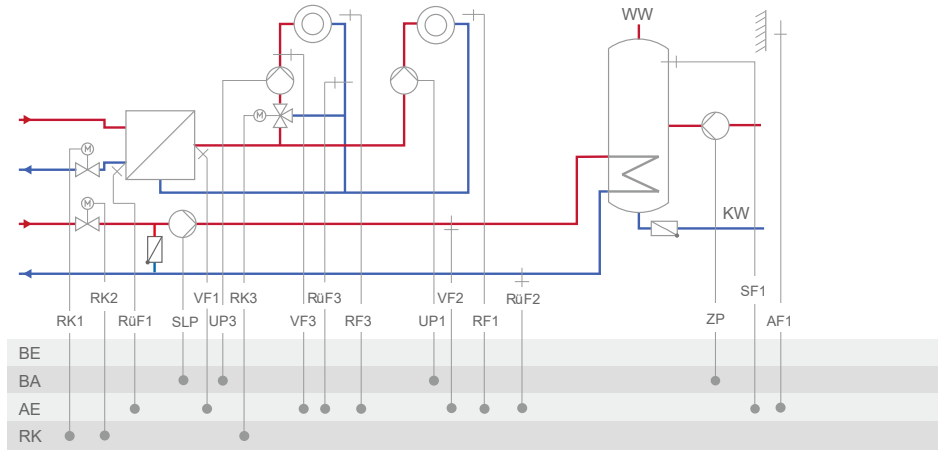 WW
M
M
M
KW
SF1
RK2
VF1
RK3
RüF3
VF2
RüF2
RK1
RüF1
SLP
UP3
VF3
RF3
UP1
RF1
ZP
AF1
BE
BA
AE
RK